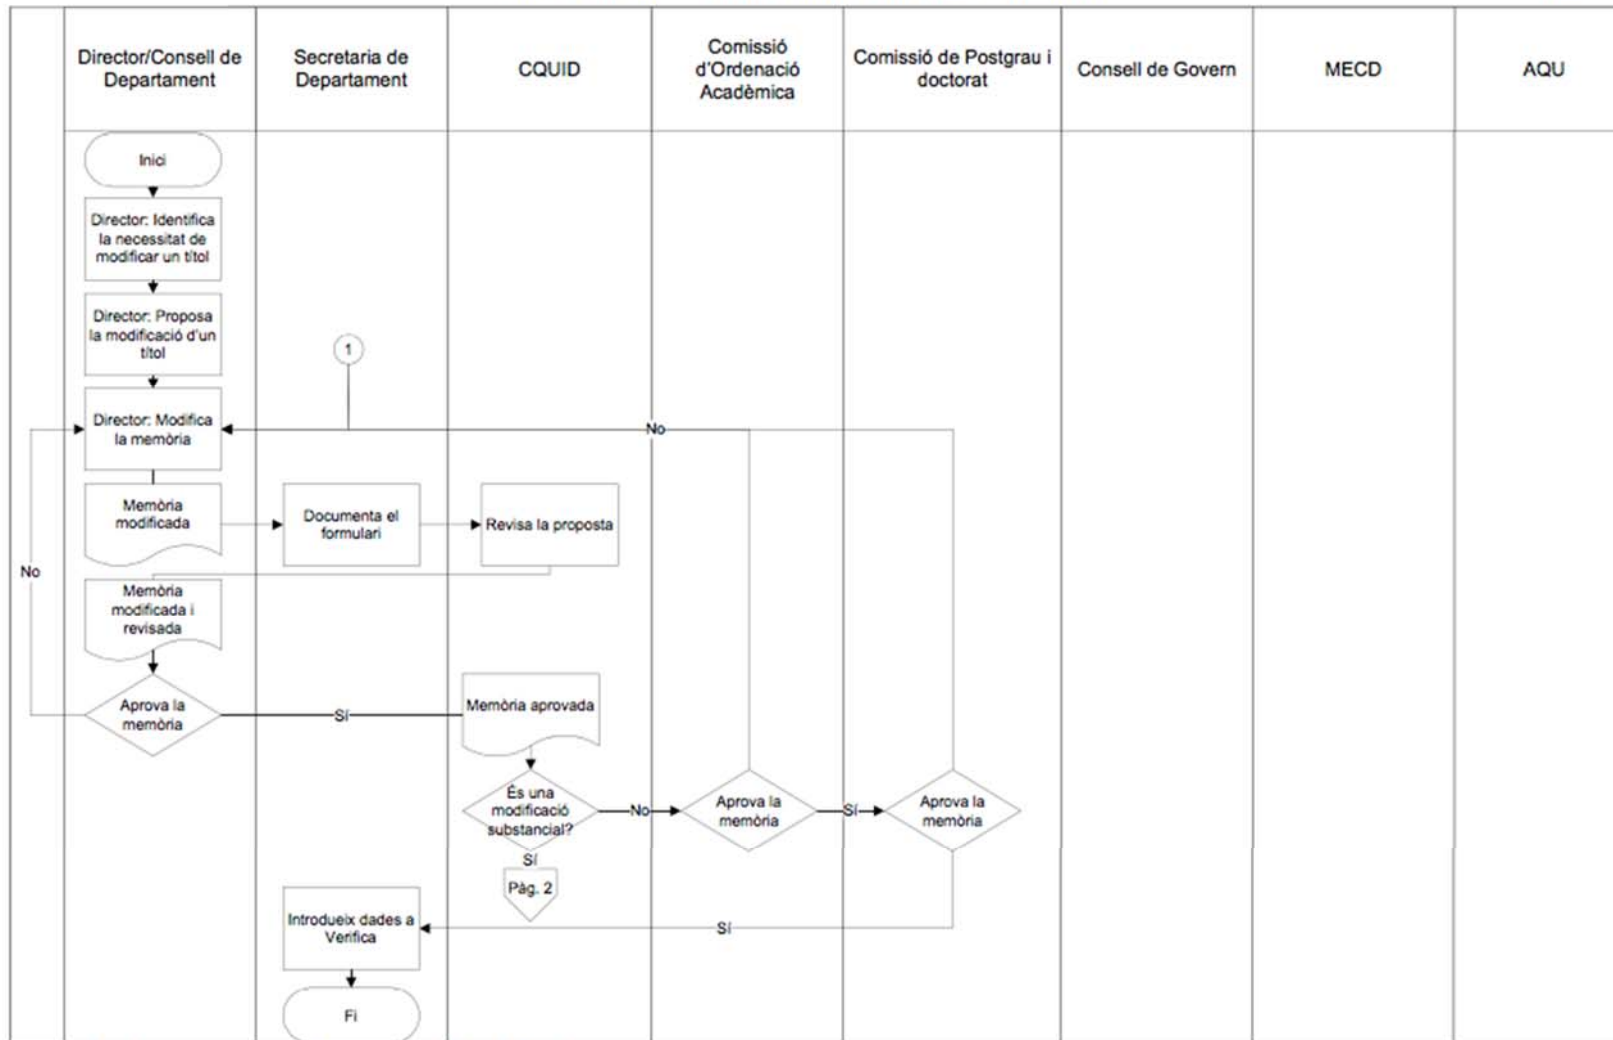 Director/Consell de
Departament
Secretaria de
Departament
CQUID
Comissió
d'Ordenació
Acadèmica
Comissió de Postgrau i
doctorat
Consell de Govern
MECD
AQU
Inici
Director: Identifica
la necessitat de
modificar un títol
Director: Proposa
la modificació d'un
títol
1
Director: Modifica
la memòria
No
Memòria
modificada
Documenta el
formulari
Revisa la proposta
No
Memòria
modificada i
revisada
Aprova la
memòria
Sí
Memòria aprovada
És una
modificació
substancial?
No
Aprova la
memòria
Sí
Aprova la
memòria
Sí
Pàg. 2
Introdueix dades a
Verifica
Sí
Fi